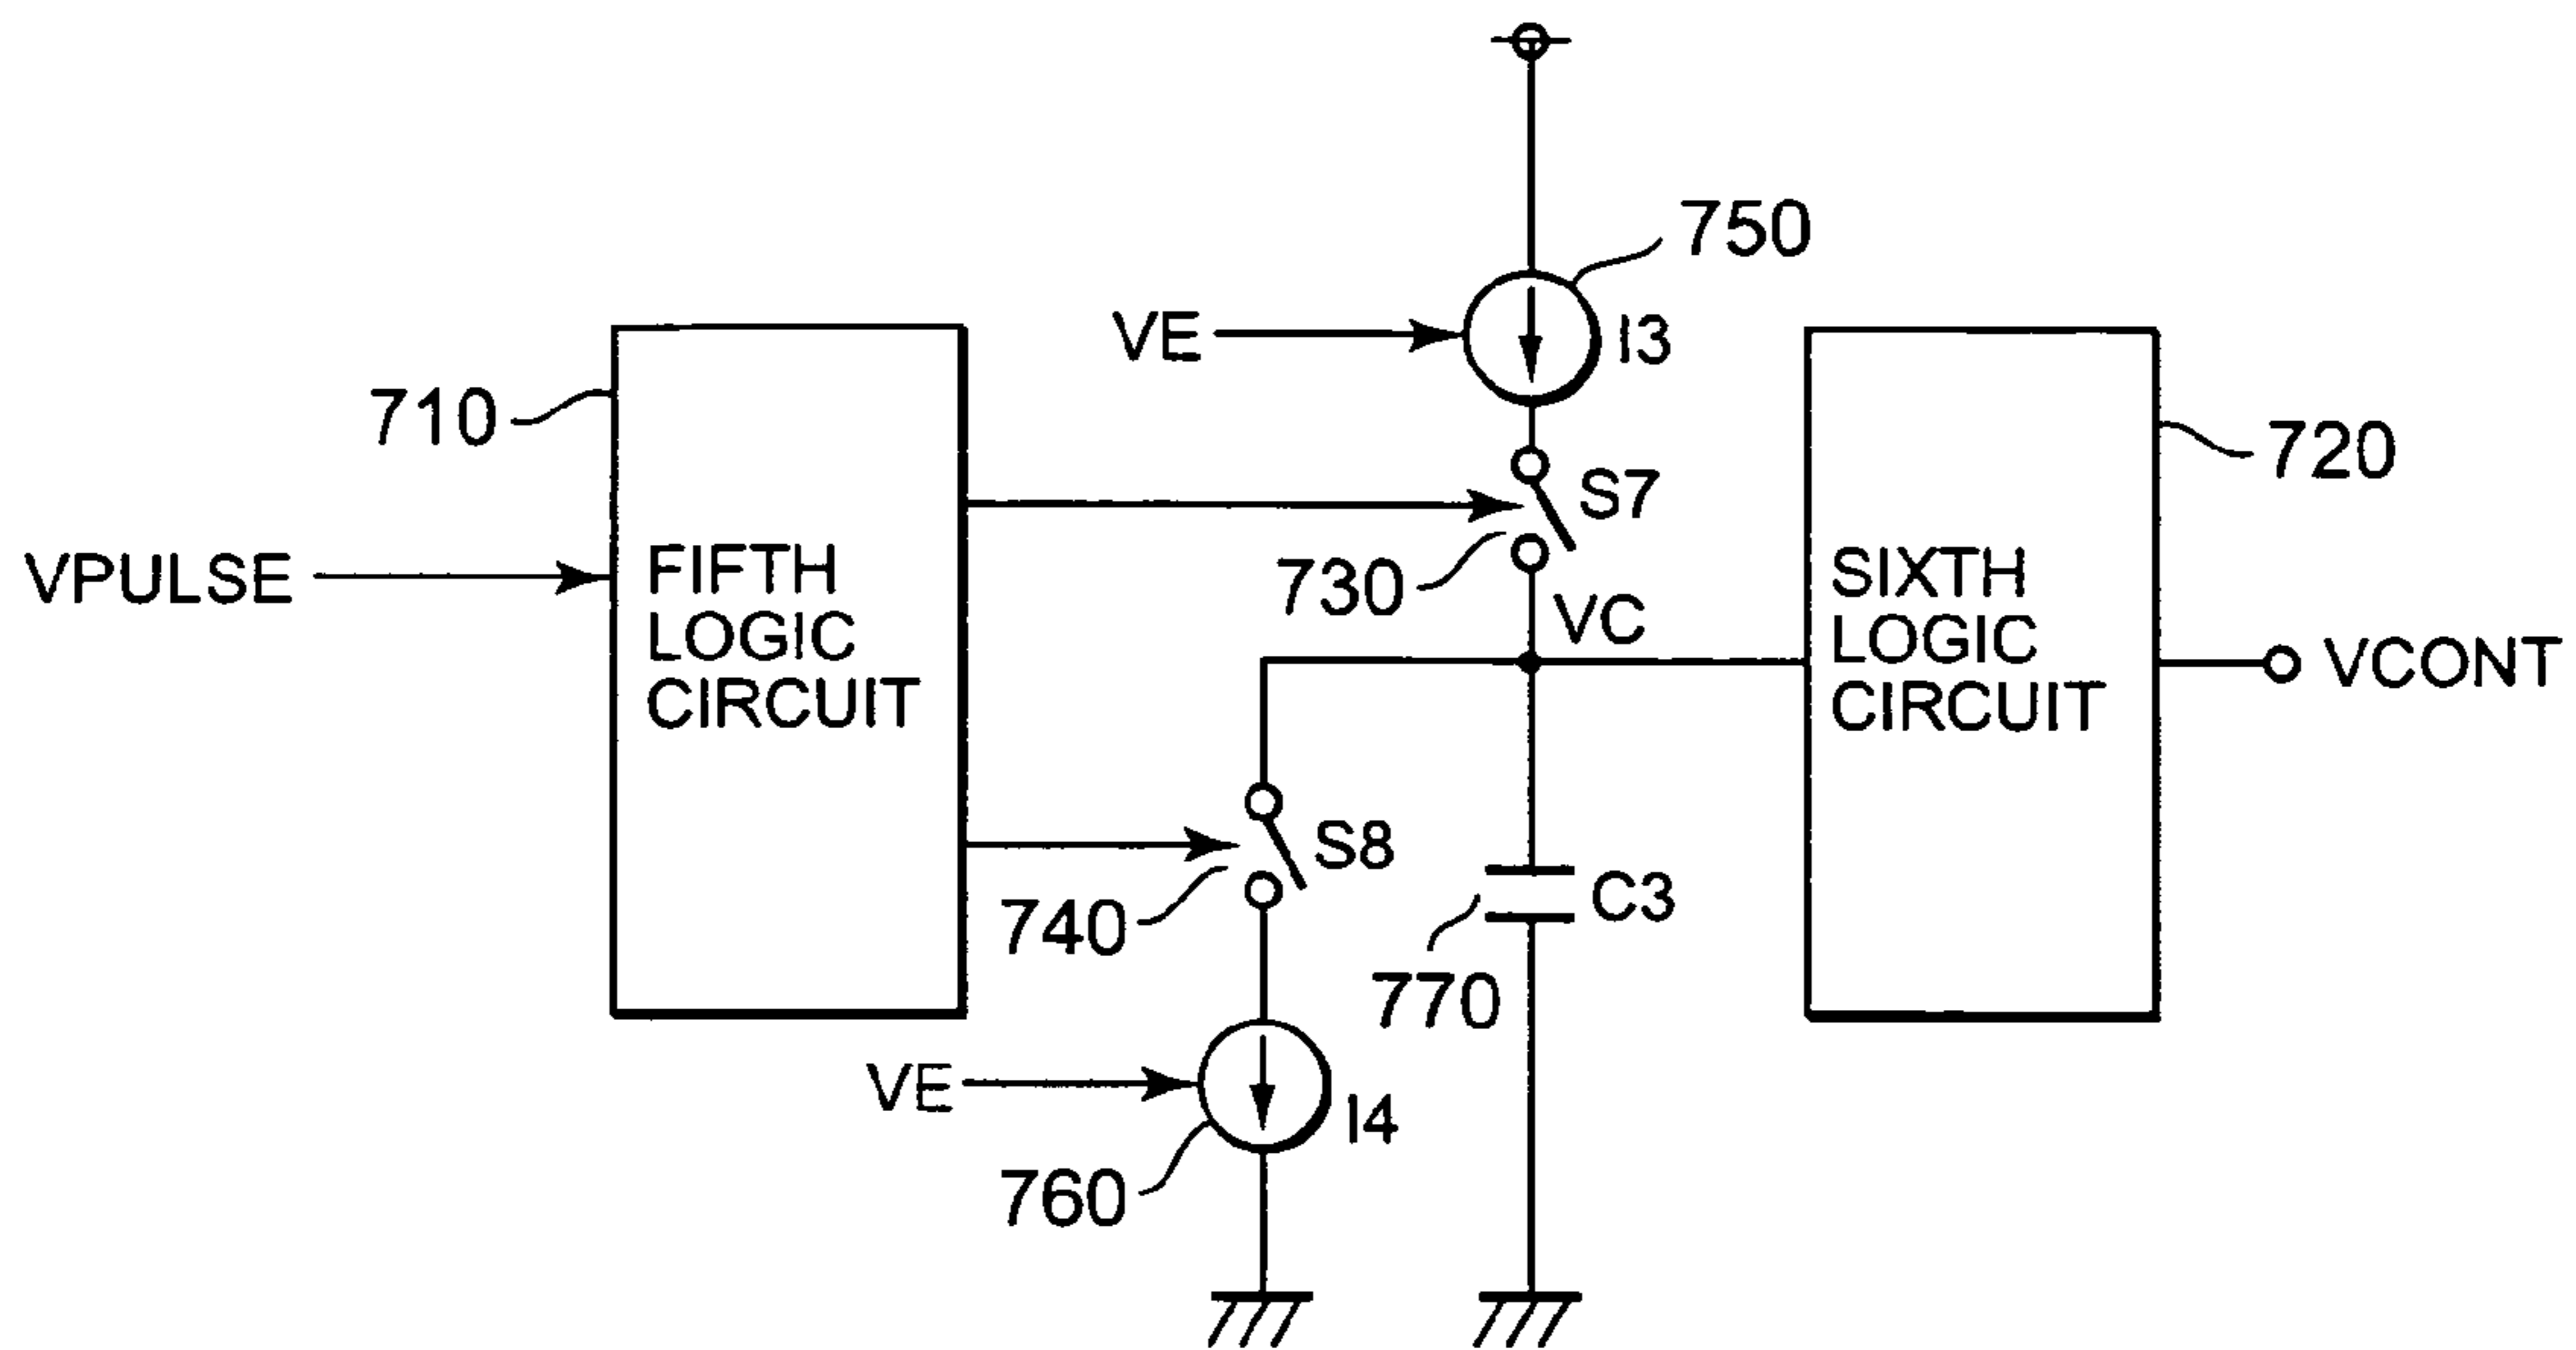 750
VE
I3
710
720
S7
VPULSE
FIFTH
LOGIC
CIRCUIT
730
VC
SIXTH
LOGIC
CIRCUIT
VCONT
S8
740
C3
770
VE
I4
760